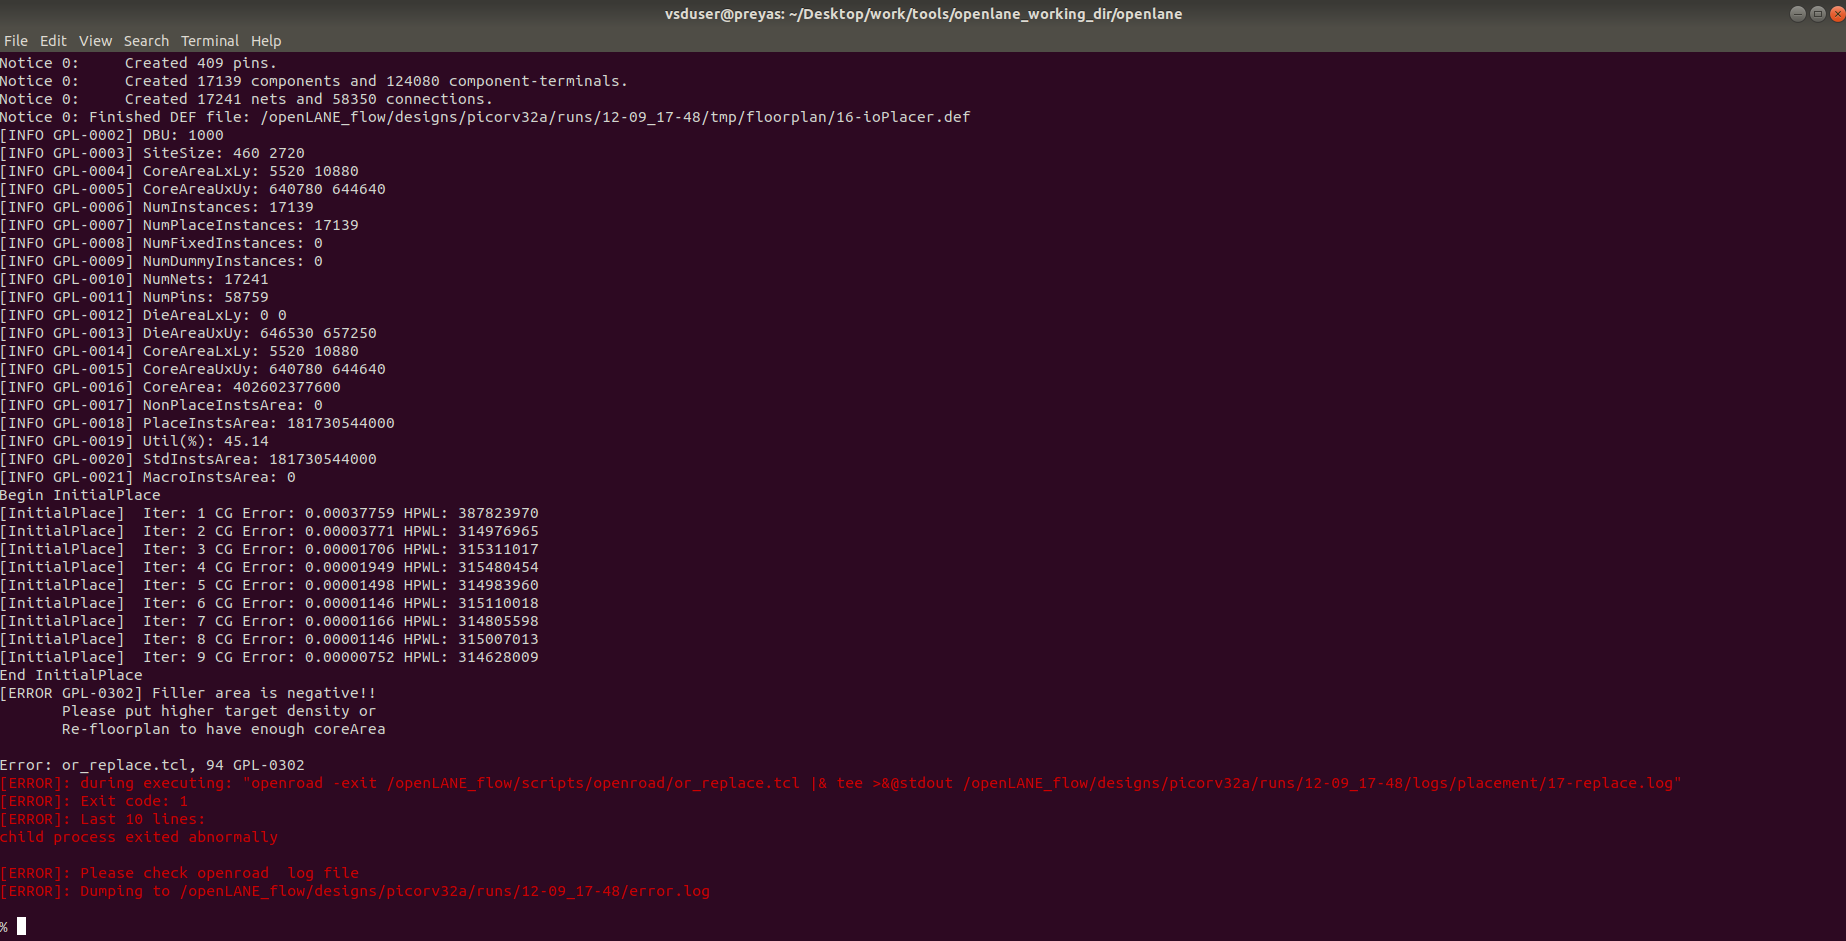 vsduser@preyas: ~/Desktop/work/tools/openlane_working_dir/openlane
File Edit View Search Terminal Help
Notice 0:     Created 409 pins.
Notice 0:     Created 17139 components and 124080 component-terminals.
Notice 0:     Created 17241 nets and 58350 connections.
Notice 0: Finished DEF file: /openLANE_flow/designs/picorv32a/runs/12-09_17-48/tmp/floorplan/16-ioPlacer.def
[INFO GPL-0002] DBU: 1000
[INFO GPL-0003] SiteSize: 460 2720
[INFO GPL-0004] CoreAreaLxLy: 5520 10880
[INFO GPL-0005] CoreAreaUxUy: 640780 644640
[INFO GPL-0006] NumInstances: 17139
[INFO GPL-0007] NumPlaceInstances: 17139
[INFO GPL-0008] NumFixedInstances: 0
[INFO GPL-0009] NumDummyInstances: 0
[INFO GPL-0010] NumNets: 17241
[INFO GPL-0011] NumPins: 58759
[INFO GPL-0012] DieAreaLxLy: 0 0
[INFO GPL-0013] DieAreaUxUy: 646530 657250
[INFO GPL-0014] CoreAreaLxLy: 5520 10880
[INFO GPL-0015] CoreAreaUxUy: 640780 644640
[INFO GPL-0016] CoreArea: 402602377600
[INFO GPL-0017] NonPlaceInstsArea: 0
[INFO GPL-0018] PlaceInstsArea: 181730544000
[INFO GPL-0019] Util(%): 45.14
[INFO GPL-0020] StdInstsArea: 181730544000
[INFO GPL-0021] MacroInstsArea: 0
Begin InitialPlace
[InitialPlace]  Iter: 1 CG Error: 0.00037759 HPWL: 387823970
[InitialPlace]  Iter: 2 CG Error: 0.00003771 HPWL: 314976965
[InitialPlace]  Iter: 3 CG Error: 0.00001706 HPWL: 315311017
[InitialPlace]  Iter: 4 CG Error: 0.00001949 HPWL: 315480454
[InitialPlace]  Iter: 5 CG Error: 0.00001498 HPWL: 314983960
[InitialPlace]  Iter: 6 CG Error: 0.00001146 HPWL: 315110018
[InitialPlace]  Iter: 7 CG Error: 0.00001166 HPWL: 314805598
[InitialPlace]  Iter: 8 CG Error: 0.00001146 HPWL: 315007013
[InitialPlace]  Iter: 9 CG Error: 0.00000752 HPWL: 314628009
End InitialPlace
[ERROR GPL-0302] Filler area is negative!!
       Please put higher target density or
       Re-floorplan to have enough coreArea
Error: or_replace.tcl, 94 GPL-0302
[ERROR]: during executing: "openroad -exit /openLANE_flow/scripts/openroad/or_replace.tcl |& tee >&@stdout /openLANE_flow/designs/picorv32a/runs/12-09_17-48/logs/placement/17-replace.log"
[ERROR]: Exit code: 1
[ERROR]: Last 10 lines:
child process exited abnormally
[ERROR]: Please check openroad  log file
[ERROR]: Dumping to /openLANE_flow/designs/picorv32a/runs/12-09_17-48/error.log
%